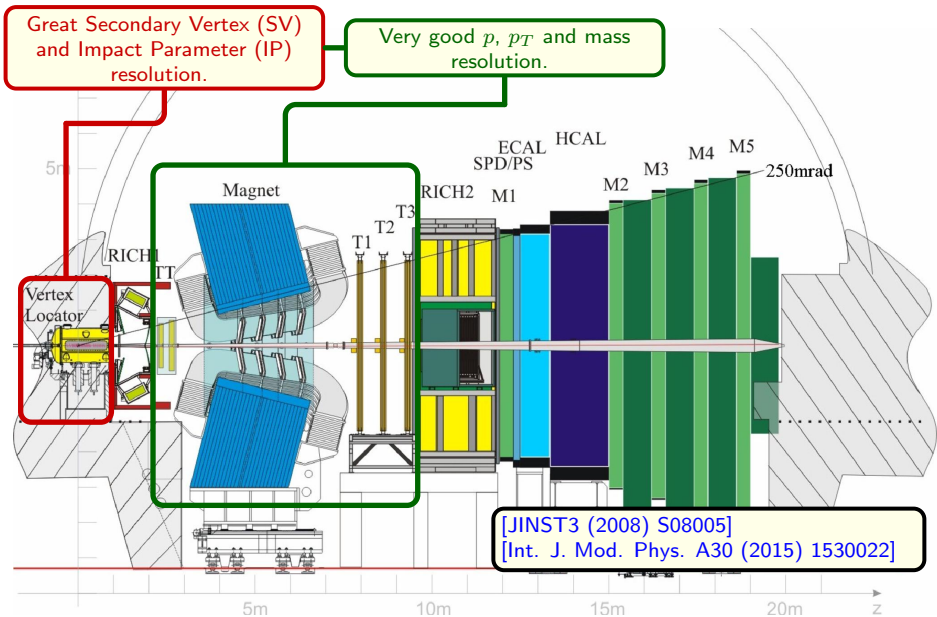 Great Secondary Vertex (SV)
and Impact Parameter (IP)
resolution.
Very good p, p_T and mass
resolution.
5m
ECAL
HCAL
SPD/PS
M1
M2
M3
M4
M5
250mrad
Magnet
RICH2
T1
T2
T3
RICH1
TT
Vertex
Locator
[JINST3 (2008) S08005]
[Int. J. Mod. Phys. A30 (2015) 1530022]
5m
10m
15m
20m
z